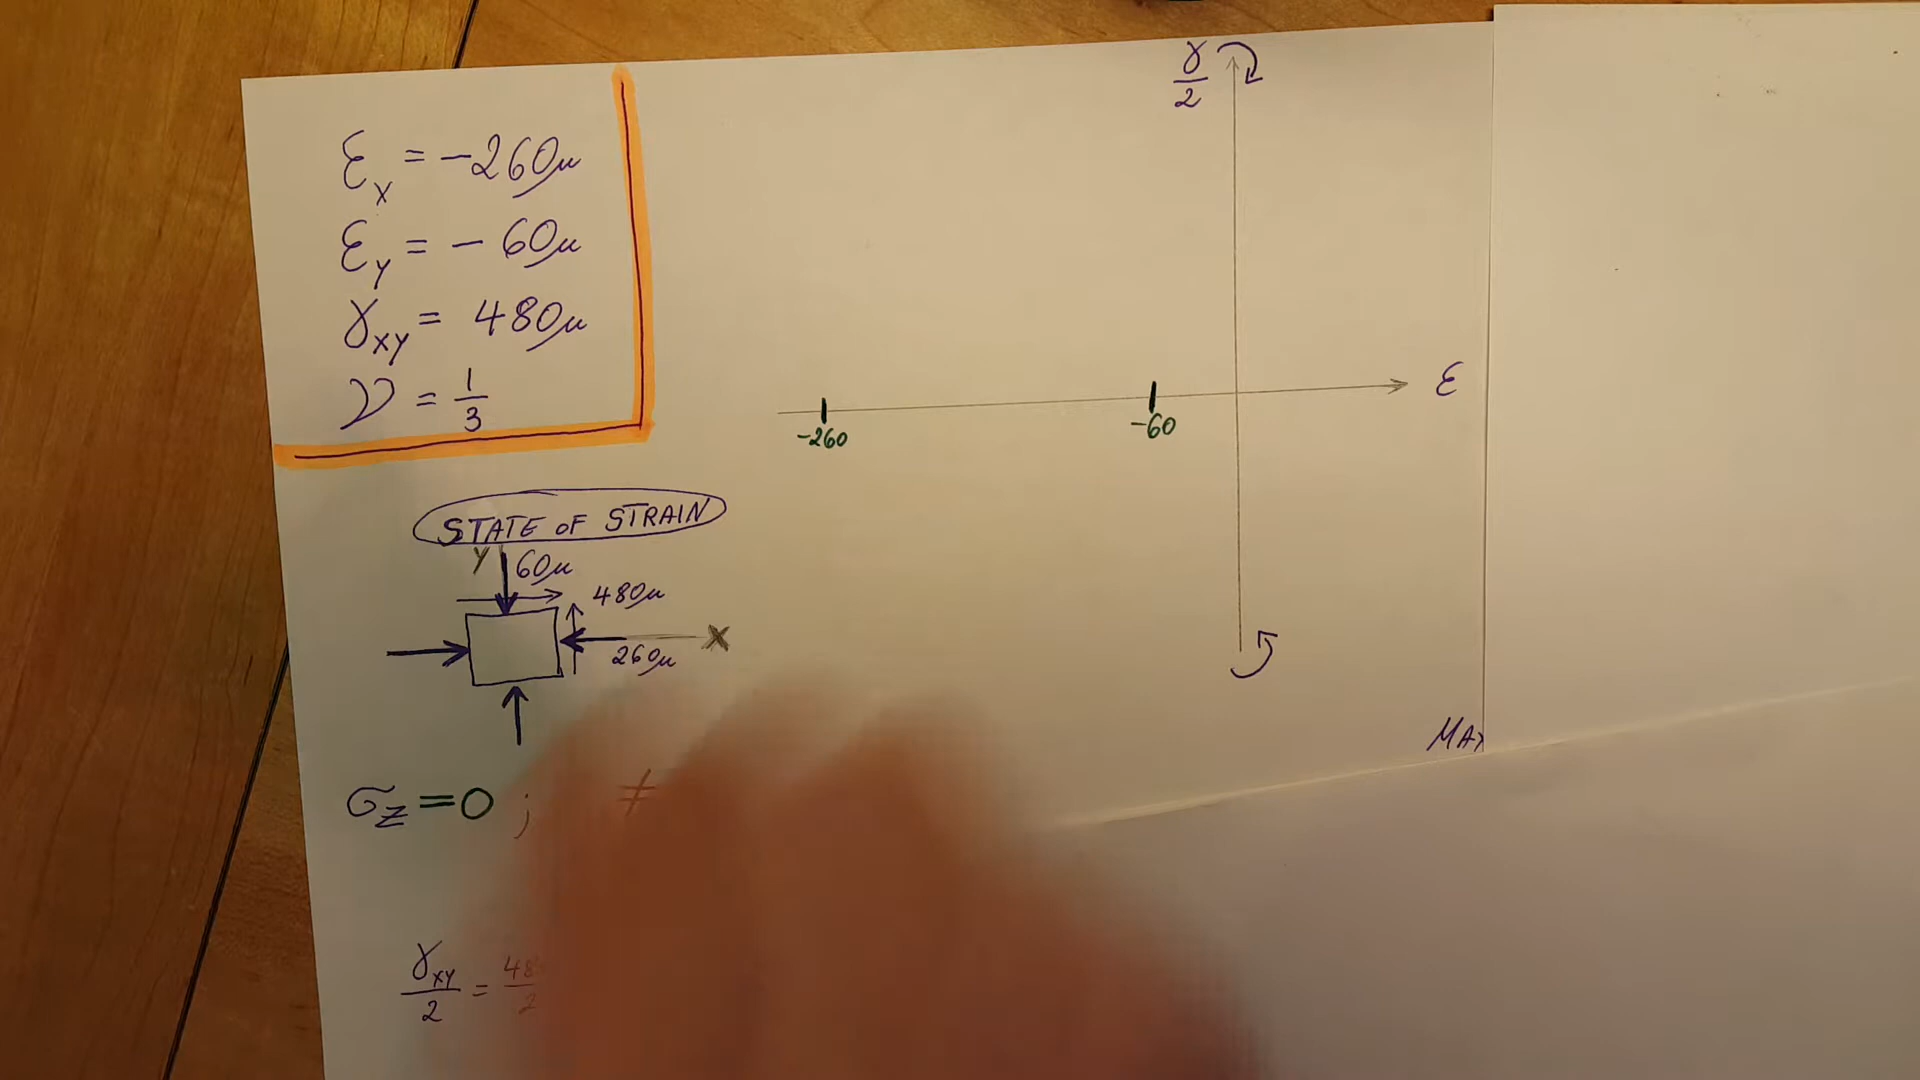 εx = -260μ
εy = - 60μ
γxy = 480μ
ν = 1/3
STATE OF STRAIN
Y 60μ
480μ
X
260μ
σz = 0 ; ≠
γxy/2 =
γ/2
ε
-260
-60